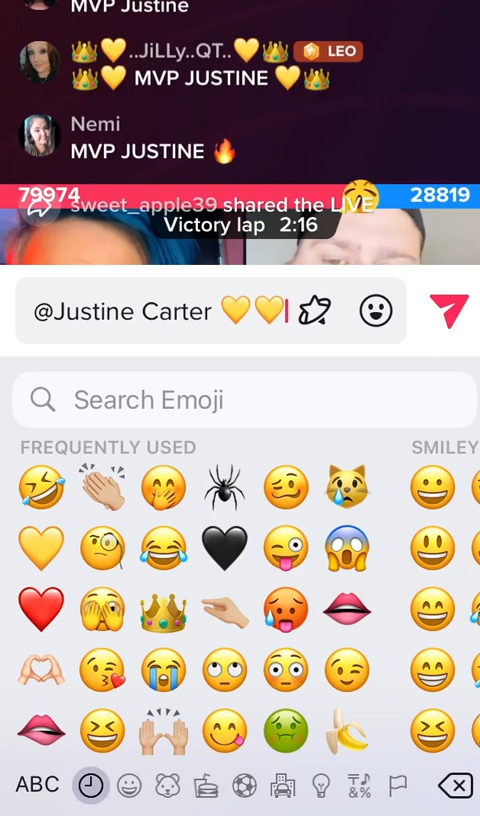 MVP Justine
👑💛..JiLLy..QT..💛👑 LEO
👑💛 MVP JUSTINE 💛👑
Nemi
MVP JUSTINE 🔥
79974
28819
sweet_apple39 shared the LIVE
Victory lap 2:16
@Justine Carter 💛💛
Search Emoji
FREQUENTLY USED
SMILEY
ABC